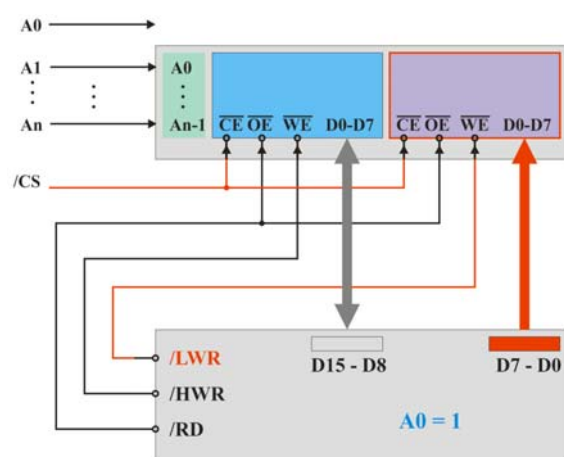 A0
A1
A0
An
An-1
CE OE WE D0-D7
CE OE WE D0-D7
/CS
/LWR
D15 - D8
D7 - D0
/HWR
A0 = 1
/RD